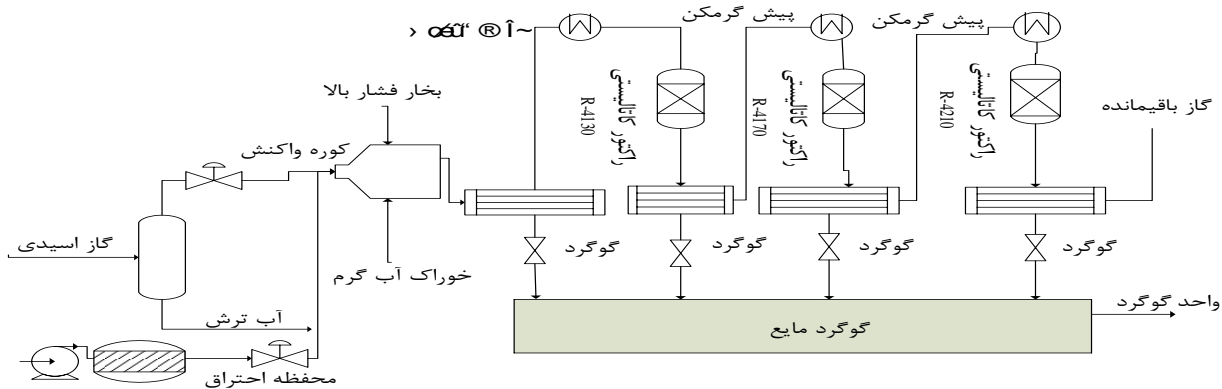 پیش گرمکن
پیش گرمکن
راکتور کاتالیستی
R-4130
راکتور کاتالیستی
R-4170
راکتور کاتالیستی
R-4210
گاز باقیمانده
بخار فشار بالا
کوره واکنش
گاز اسیدی
خوراک آب گرم
آب ترش
محفظه احتراق
گوگرد
گوگرد
گوگرد
گوگرد
گوگرد مایع
واحد گوگرد